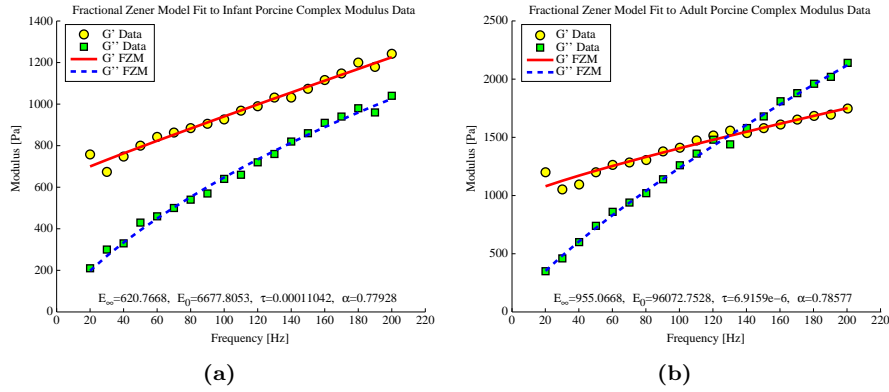 Fractional Zener Model Fit to Infant Porcine Complex Modulus Data
1400
1200
1000
800
600
400
200
0
Modulus [Pa]
G' Data
G'' Data
G' FZM
G'' FZM
E∞=620.7668, E0=6677.8053, τ=0.00011042, α=0.77928
0 20 40 60 80 100 120 140 160 180 200 220
Frequency [Hz]
(a)
Fractional Zener Model Fit to Adult Porcine Complex Modulus Data
2500
2000
1500
1000
500
0
Modulus [Pa]
G' Data
G'' Data
G' FZM
G'' FZM
E∞=955.0668, E0=96072.7528, τ=6.9159e−6, α=0.78577
0 20 40 60 80 100 120 140 160 180 200 220
Frequency [Hz]
(b)